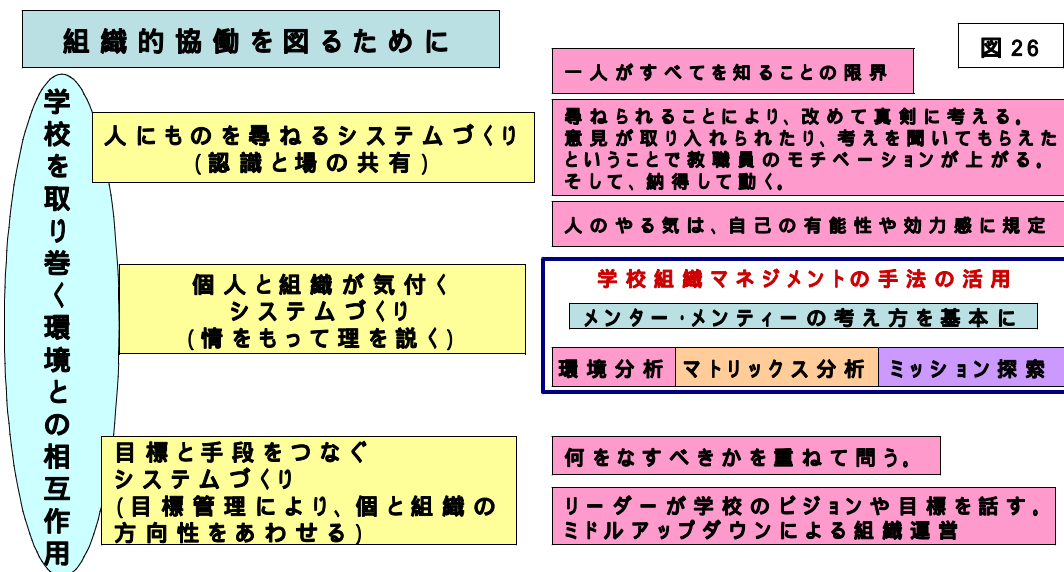 組織的協働を図るために
図26
学校を取り巻く環境との相互作用
人にものを尋ねるシステムづくり
(認識と場の共有)
一人がすべてを知ることの限界
尋ねられることにより、改めて真剣に考える。
意見が取り入れられたり、考えを聞いてもらえた
ということで教職員のモチベーションが上がる。
そして、納得して動く。
人のやる気は、自己の有能性や効力感に規定
個人と組織が気付く
システムづくり
(情をもって理を説く)
学校組織マネジメントの手法の活用
メンター・メンティーの考え方を基本に
環境分析 マトリックス分析 ミッション探索
目標と手段をつなぐ
システムづくり
(目標管理により、個と組織の
方向性をあわせる)
何をなすべきかを重ねて問う。
リーダーが学校のビジョンや目標を話す。
ミドルアップダウンによる組織運営